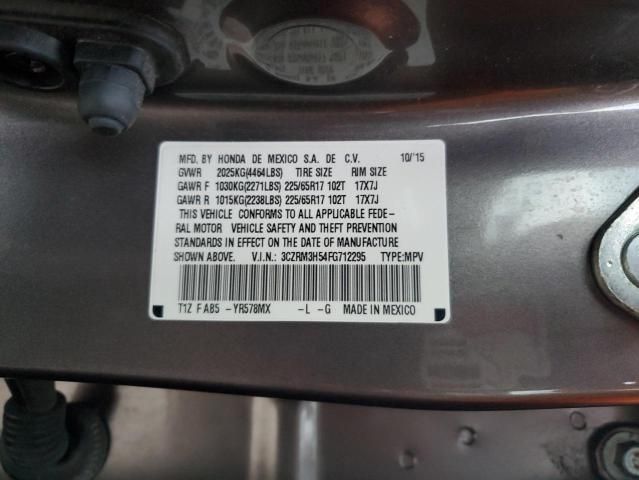 MFD. BY HONDA DE MEXICO S.A. DE C.V. 10/'15
GVWR 2025KG(4464LBS) TIRE SIZE RIM SIZE
GAWR F 1030KG(2271LBS) 225/65R17 102T 17X7J
GAWR R 1015KG(2238LBS) 225/65R17 102T 17X7J
THIS VEHICLE CONFORMS TO ALL APPLICABLE FEDE-
RAL MOTOR VEHICLE SAFETY AND THEFT PREVENTION
STANDARDS IN EFFECT ON THE DATE OF MANUFACTURE
SHOWN ABOVE. V.I.N.: 3CZRM3H54FG712295 TYPE:MPV
T1Z F AB5 -YR578MX -L -G MADE IN MEXICO